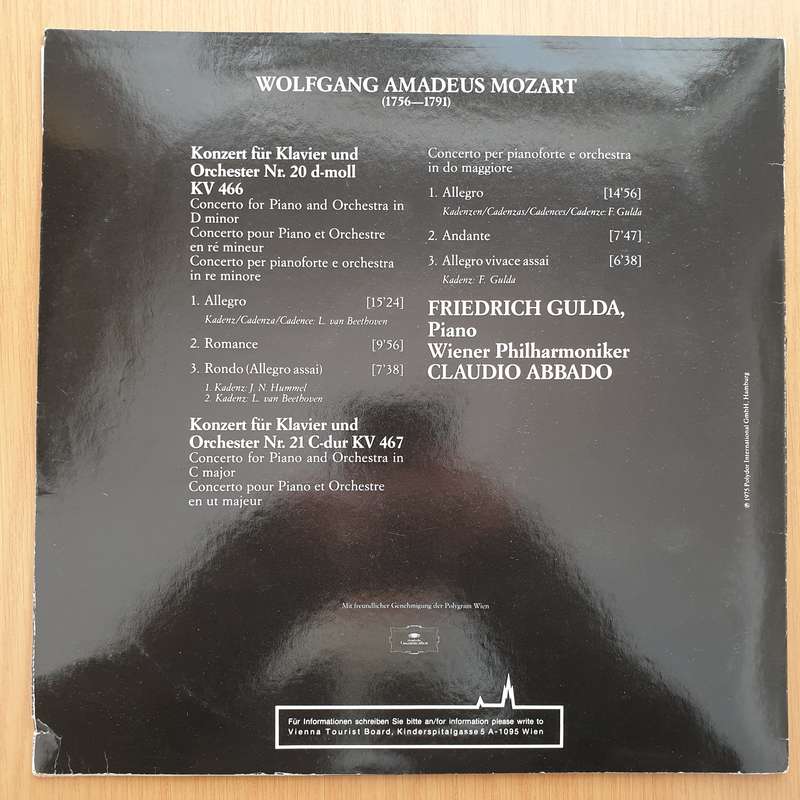 WOLFGANG AMADEUS MOZART
(1756—1791)
Konzert für Klavier und
Orchester Nr. 20 d-moll
KV 466
Concerto for Piano and Orchestra in
D minor
Concerto pour Piano et Orchestre
en ré mineur
Concerto per pianoforte e orchestra
in re minore
1. Allegro [15'24]
Kadenz/Cadenza/Cadence: L. van Beethoven
2. Romance [9'56]
3. Rondo (Allegro assai) [7'38]
1. Kadenz: J. N. Hummel
2. Kadenz: L. van Beethoven
Konzert für Klavier und
Orchester Nr. 21 C-dur KV 467
Concerto for Piano and Orchestra in
C major
Concerto pour Piano et Orchestre
en ut majeur
Concerto per pianoforte e orchestra
in do maggiore
1. Allegro [14'56]
Kadenzen/Cadenzas/Cadences/Cadenze: F. Gulda
2. Andante [7'47]
3. Allegro vivace assai [6'38]
Kadenz: F. Gulda
FRIEDRICH GULDA,
Piano
Wiener Philharmoniker
CLAUDIO ABBADO
℗ 1975 Polydor International GmbH, Hamburg
Mit freundlicher Genehmigung der Polygram Wien
Deutsche
Grammophon
Für Informationen schreiben Sie bitte an/for information please write to
Vienna Tourist Board, Kinderspitalgasse 5 A-1095 Wien